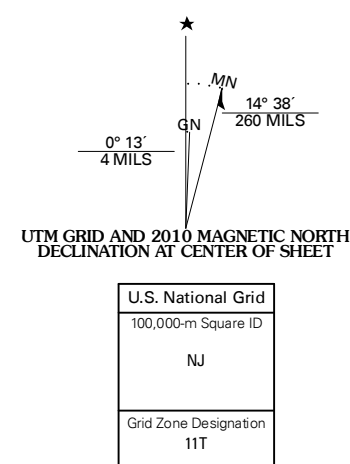 ★
MN
GN
14° 38´
260 MILS
0° 13´
4 MILS
UTM GRID AND 2010 MAGNETIC NORTH
DECLINATION AT CENTER OF SHEET
U.S. National Grid
100,000-m Square ID
NJ
Grid Zone Designation
11T